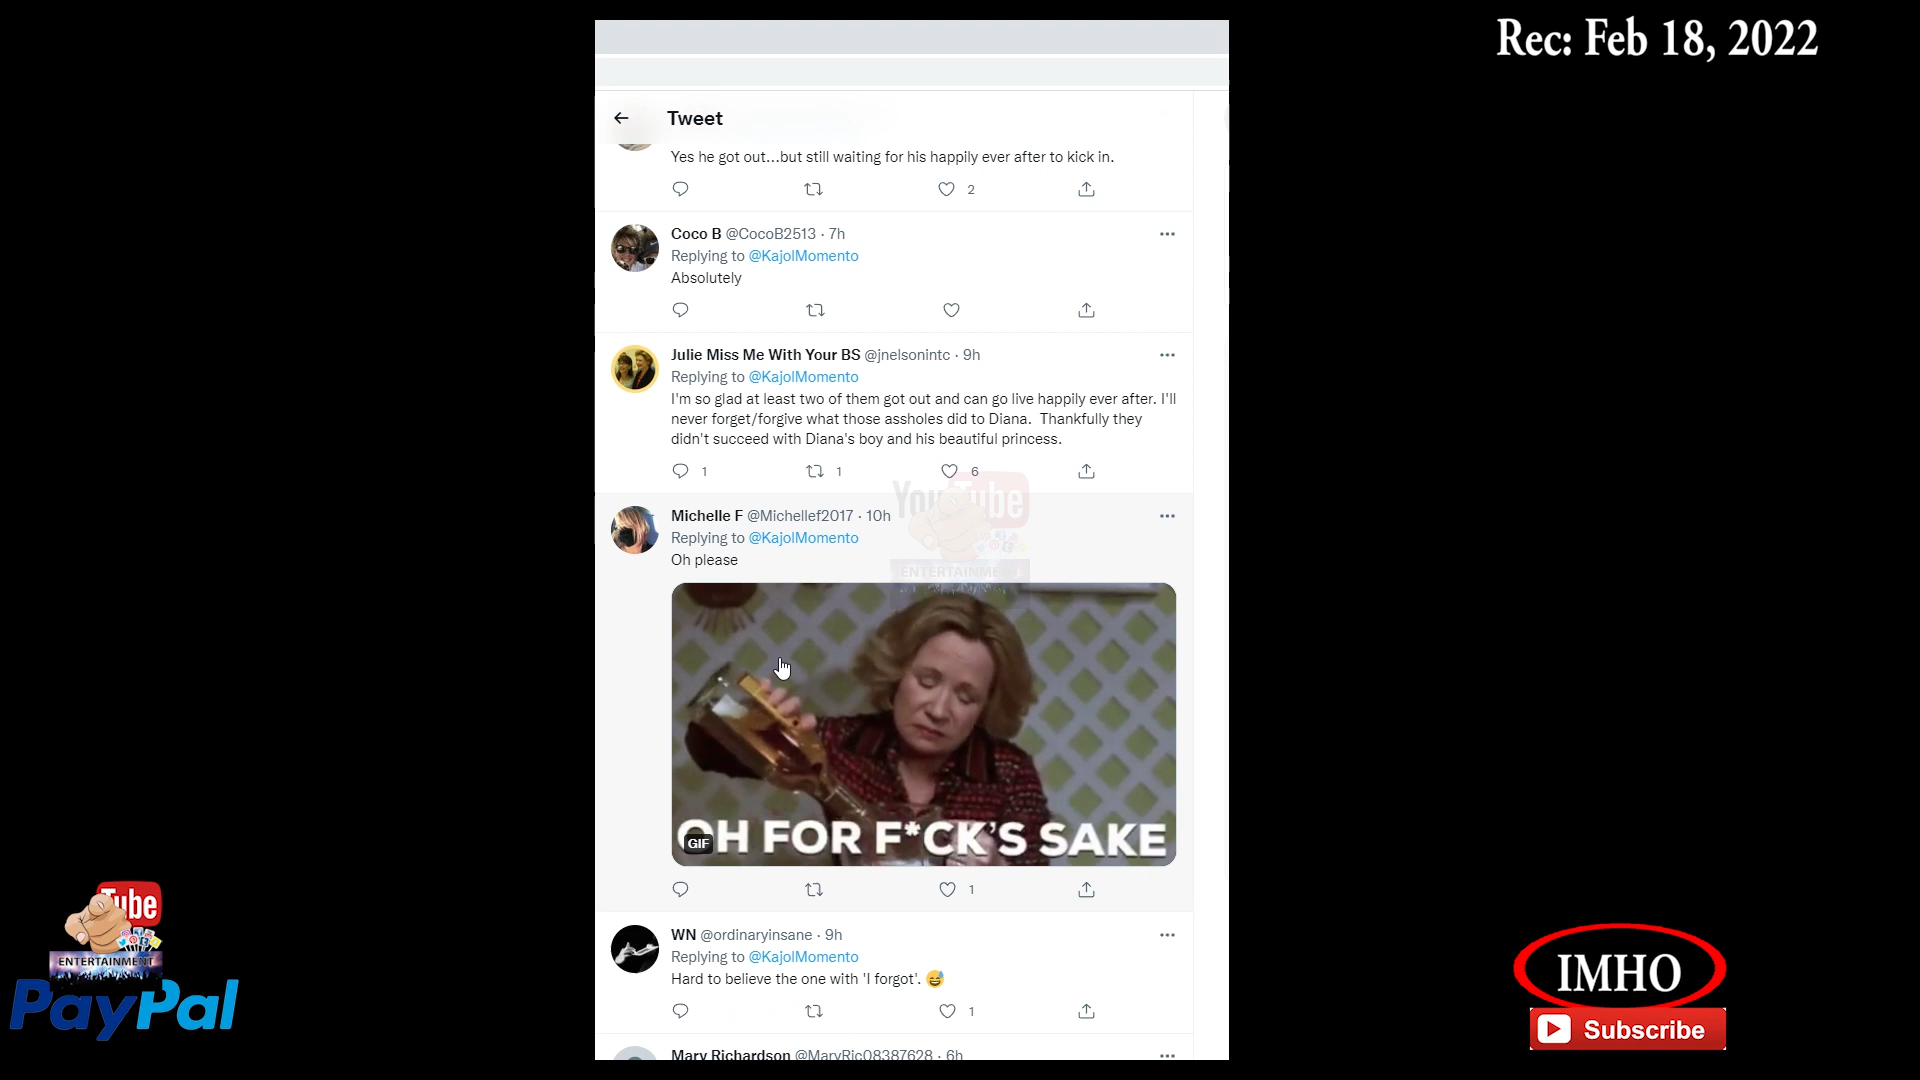 Rec: Feb 18, 2022
Tweet
Yes he got out...but still waiting for his happily ever after to kick in.
2
Coco B @CocoB2513 · 7h
Replying to @KajolMomento
Absolutely
Julie Miss Me With Your BS @jnelsonintc · 9h
Replying to @KajolMomento
I'm so glad at least two of them got out and can go live happily ever after. I'll
never forget/forgive what those assholes did to Diana.  Thankfully they
didn't succeed with Diana's boy and his beautiful princess.
1 1 6
YouTube
ENTERTAINMENT
Michelle F @Michellef2017 · 10h
Replying to @KajolMomento
Oh please
OH FOR F*CK'S SAKE
GIF
1
WN @ordinaryinsane · 9h
Replying to @KajolMomento
Hard to believe the one with 'I forgot'. 😅
1
Mary Richardson @MaryRic08387628 · 6h
Tube
ENTERTAINMENT
PayPal
IMHO
Subscribe